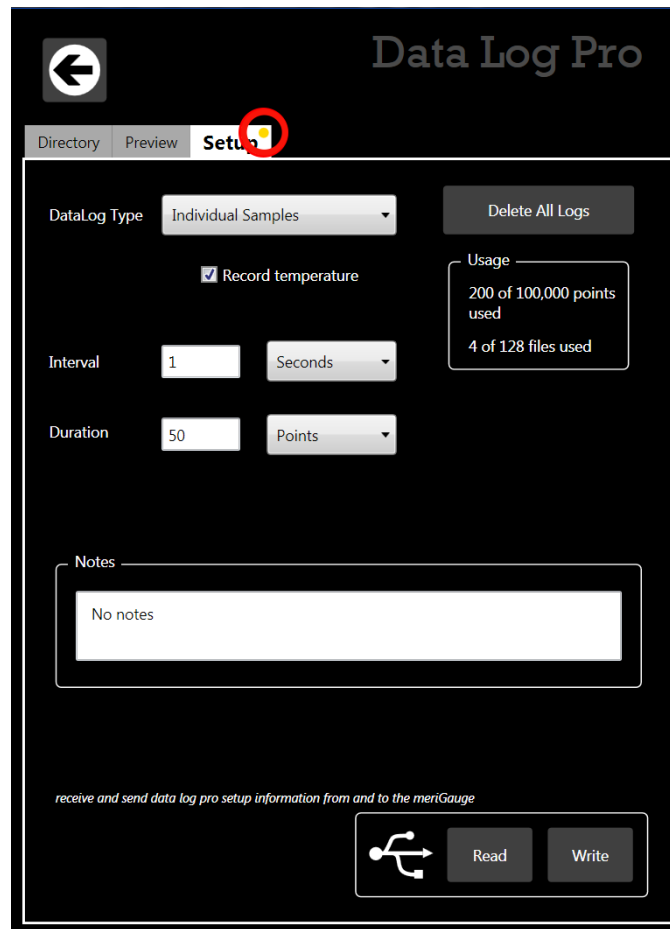 Data Log Pro
Directory Preview Setup
DataLog Type Individual Samples Delete All Logs
Record temperature
Usage
200 of 100,000 points
used
4 of 128 files used
Interval 1 Seconds
Duration 50 Points
Notes
No notes
receive and send data log pro setup information from and to the meriGauge
Read Write